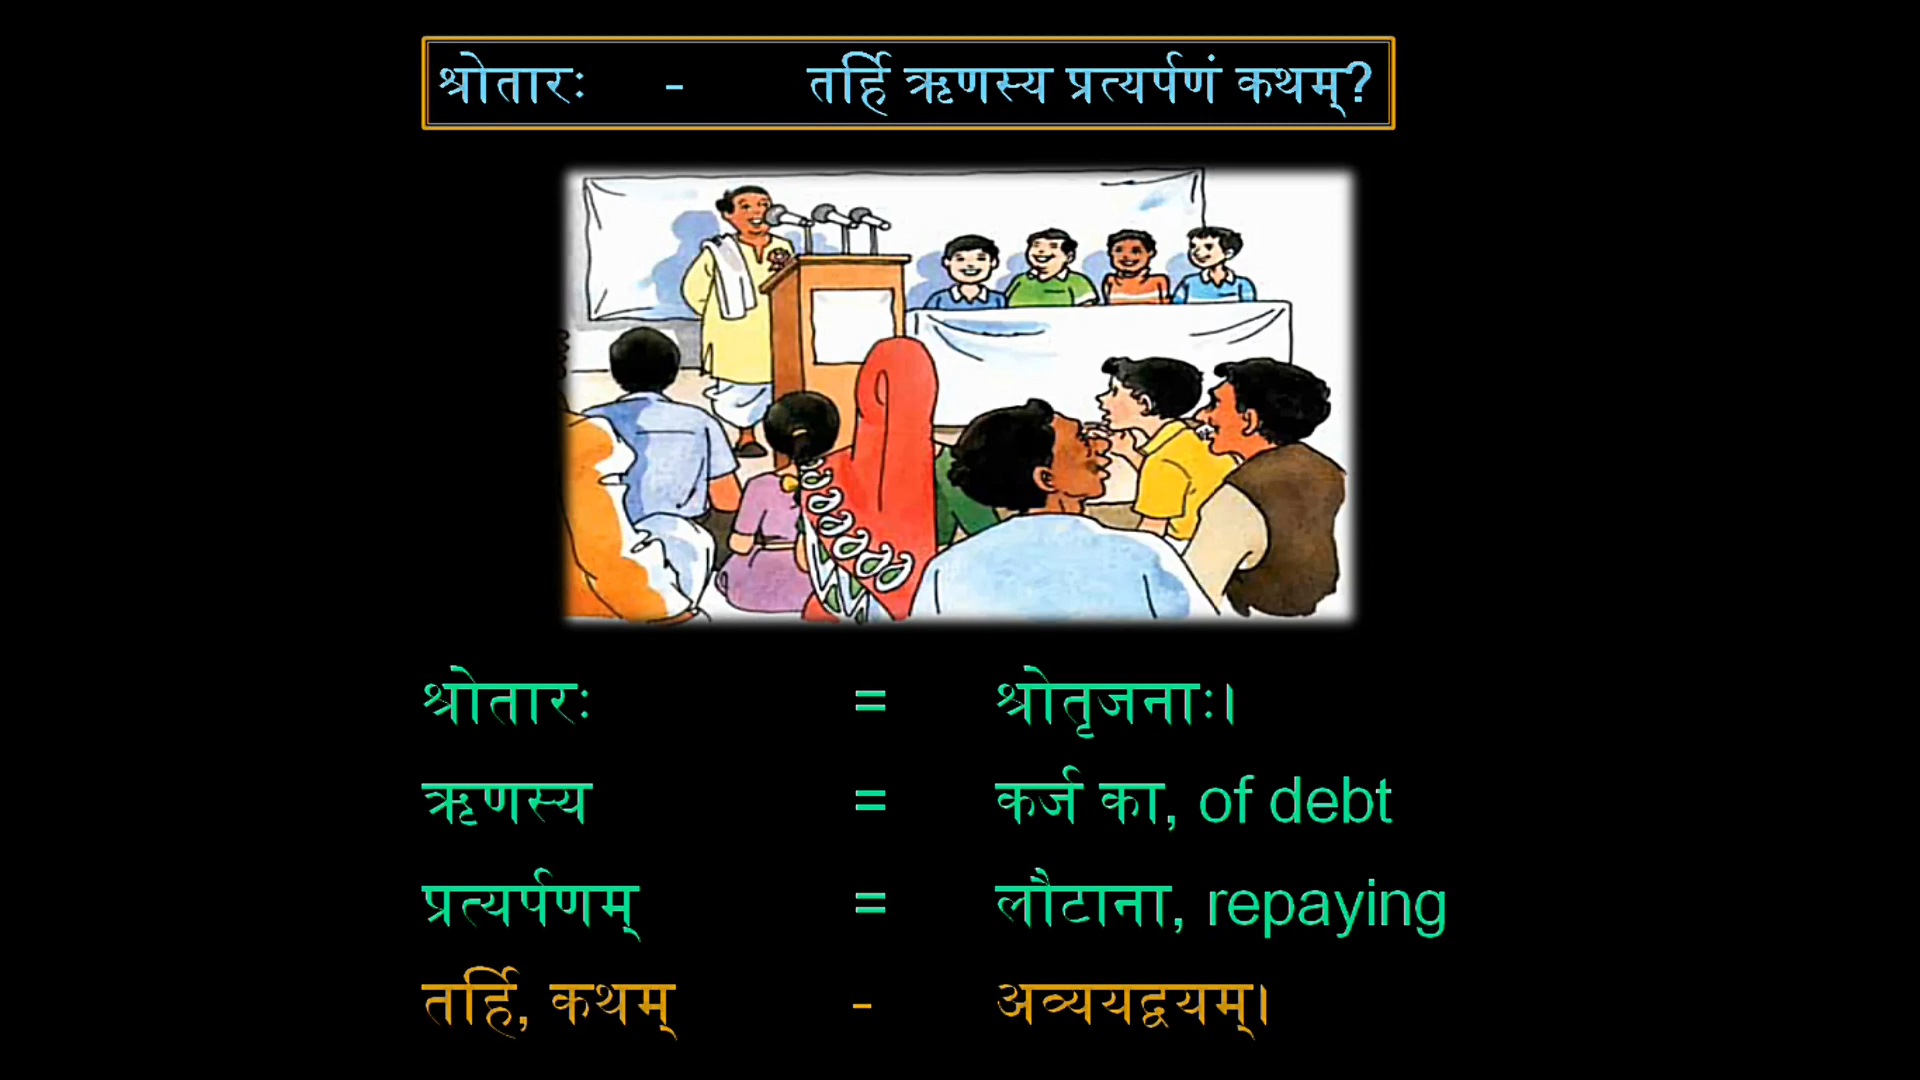 श्रोतारः - तर्हि ऋणस्य प्रत्यर्पणं कथम्?
श्रोतारः = श्रोतृजनाः।
ऋणस्य = कर्ज का, of debt
प्रत्यर्पणम् = लौटाना, repaying
तर्हि, कथम् - अव्ययद्वयम्।